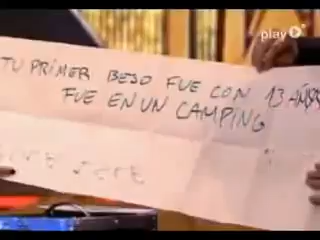 play
TU PRIMER BESO FUE CON 13 AÑOS
FUE EN UN CAMPING